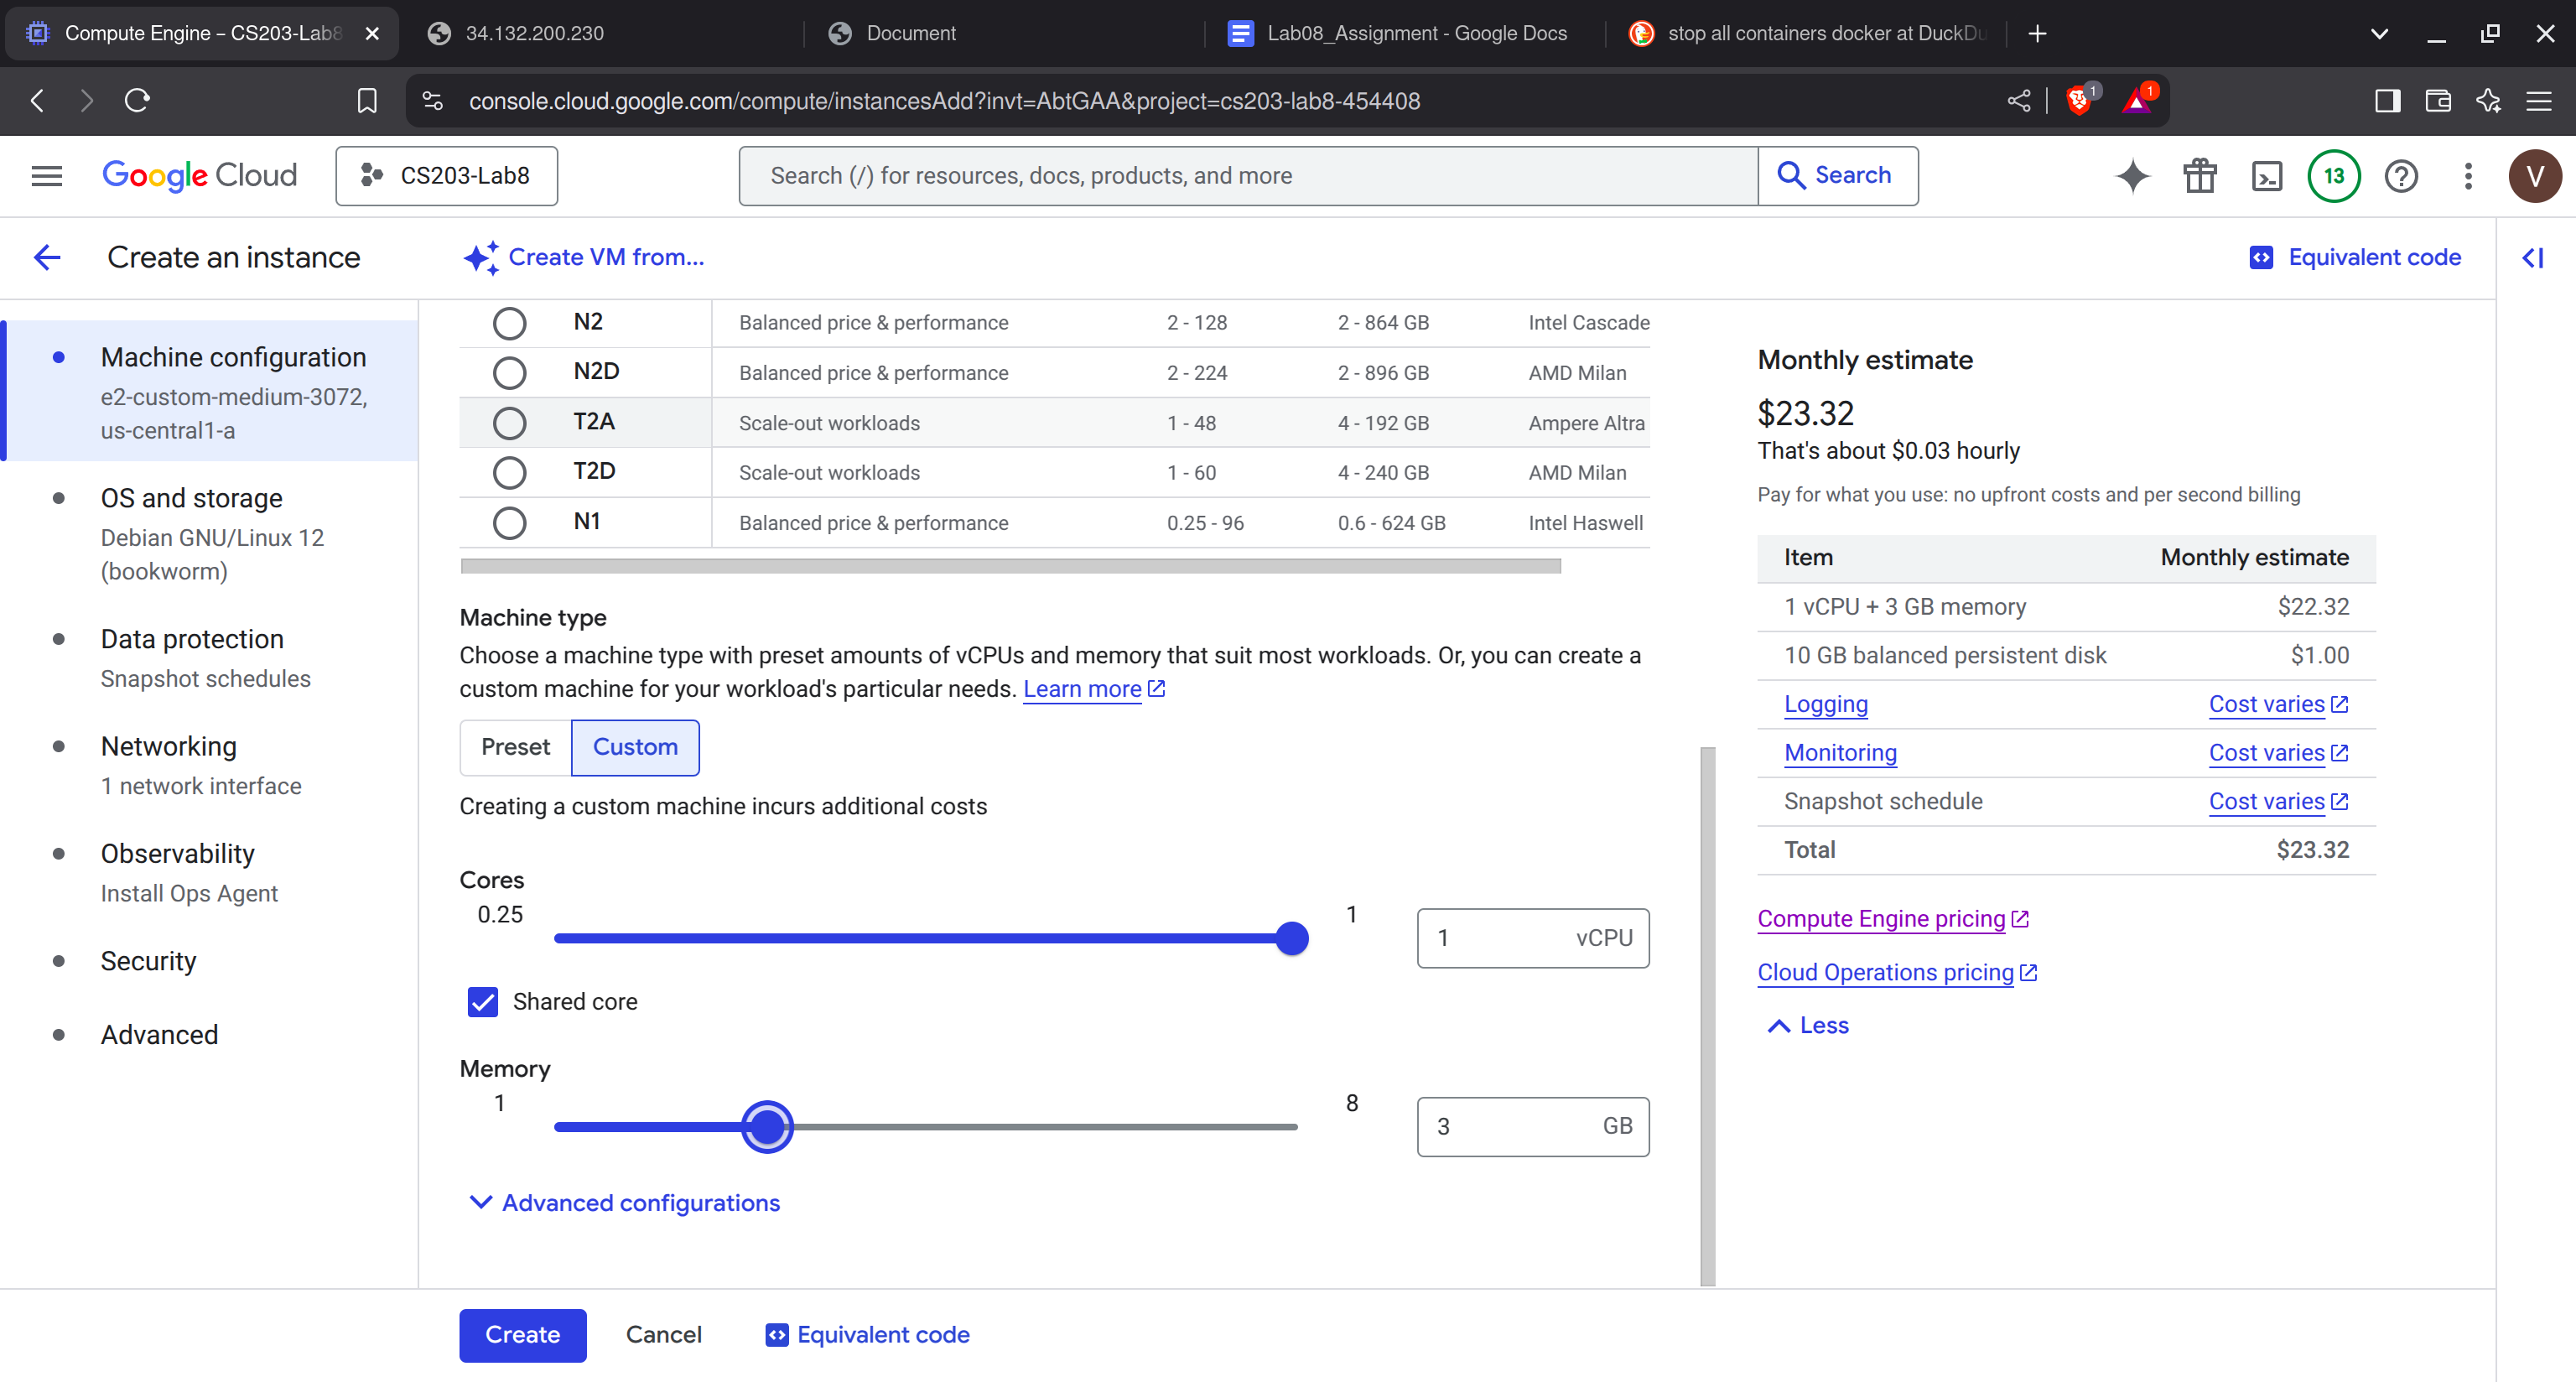 Compute Engine – CS203-Lab8
34.132.200.230
Document
Lab08_Assignment - Google Docs
stop all containers docker at DuckDu
console.cloud.google.com/compute/instancesAdd?invt=AbtGAA&project=cs203-lab8-454408
1
1
Google Cloud
CS203-Lab8
Search (/) for resources, docs, products, and more
Search
13
V
Create an instance
Create VM from...
Equivalent code
Machine configuration
e2-custom-medium-3072,
us-central1-a
OS and storage
Debian GNU/Linux 12
(bookworm)
Data protection
Snapshot schedules
Networking
1 network interface
Observability
Install Ops Agent
Security
Advanced
N2 Balanced price & performance 2 - 128 2 - 864 GB Intel Cascade
N2D Balanced price & performance 2 - 224 2 - 896 GB AMD Milan
T2A Scale-out workloads 1 - 48 4 - 192 GB Ampere Altra
T2D Scale-out workloads 1 - 60 4 - 240 GB AMD Milan
N1 Balanced price & performance 0.25 - 96 0.6 - 624 GB Intel Haswell
Machine type
Choose a machine type with preset amounts of vCPUs and memory that suit most workloads. Or, you can create a
custom machine for your workload's particular needs. Learn more
Preset Custom
Creating a custom machine incurs additional costs
Cores
0.25 1
1 vCPU
Shared core
Memory
1 8
3 GB
Advanced configurations
Create Cancel Equivalent code
Monthly estimate
$23.32
That's about $0.03 hourly
Pay for what you use: no upfront costs and per second billing
Item Monthly estimate
1 vCPU + 3 GB memory $22.32
10 GB balanced persistent disk $1.00
Logging Cost varies
Monitoring Cost varies
Snapshot schedule Cost varies
Total $23.32
Compute Engine pricing
Cloud Operations pricing
Less